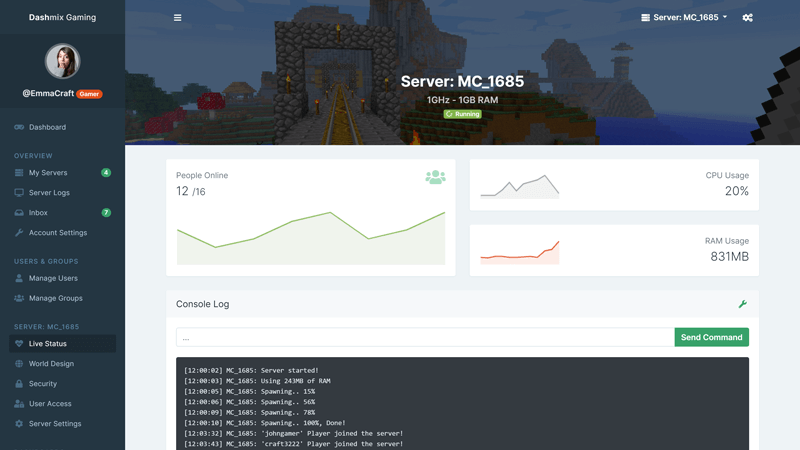 Dashmix Gaming
@EmmaCraft Gamer
Dashboard
OVERVIEW
My Servers 4
Server Logs
Inbox 7
Account Settings
USERS & GROUPS
Manage Users
Manage Groups
SERVER: MC_1685
Live Status
World Design
Security
User Access
Server Settings
Server: MC_1685
Server: MC_1685
1GHz - 1GB RAM
Running
People Online
12 /16
CPU Usage
20%
RAM Usage
831MB
Console Log
...
Send Command
[12:00:02] MC_1685: Server started!
[12:00:03] MC_1685: Using 243MB of RAM
[12:00:05] MC_1685: Spawning.. 15%
[12:00:06] MC_1685: Spawning.. 56%
[12:00:09] MC_1685: Spawning.. 78%
[12:00:10] MC_1685: Spawning.. 100%, Done!
[12:03:32] MC_1685: 'johngamer' Player joined the server!
[12:03:43] MC_1685: 'craft3222' Player joined the server!